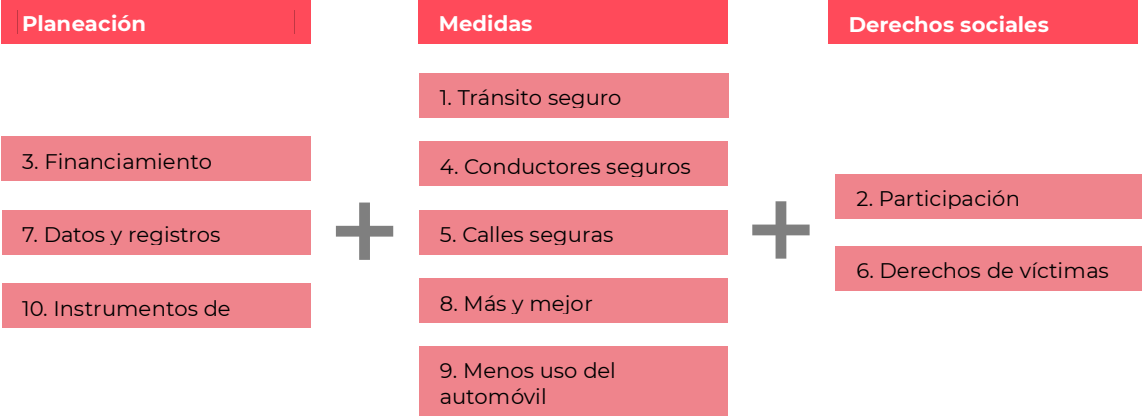 Planeación
3. Financiamiento
7. Datos y registros
10. Instrumentos de
Medidas
1. Tránsito seguro
4. Conductores seguros
5. Calles seguras
8. Más y mejor
9. Menos uso del
automóvil
Derechos sociales
2. Participación
6. Derechos de víctimas